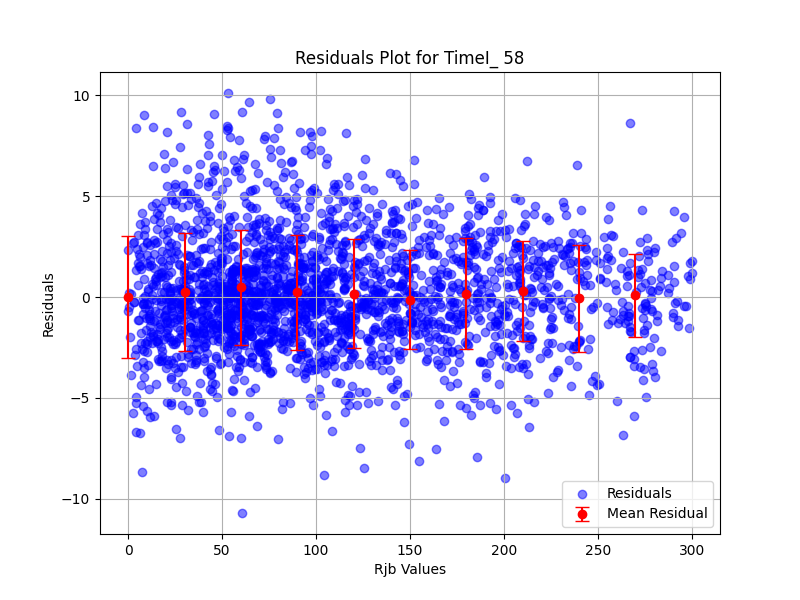 Residuals Plot for TimeI_ 58
Residuals
10
5
0
−5
−10
0 50 100 150 200 250 300
Rjb Values
Residuals
Mean Residual